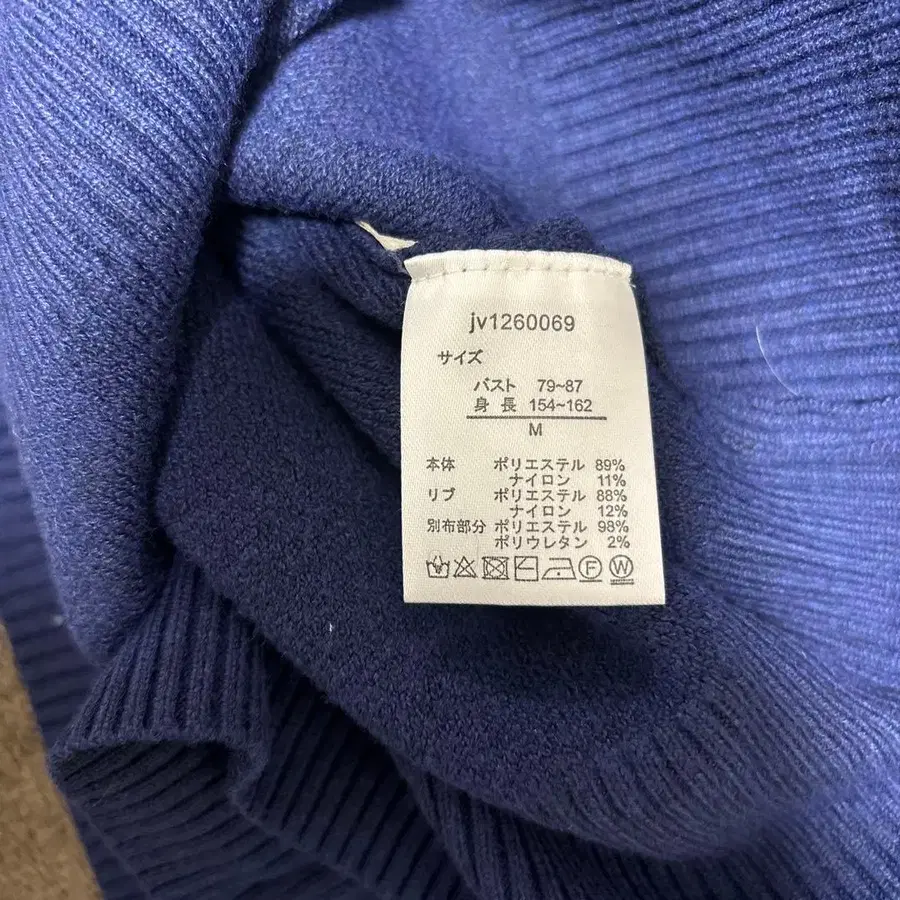 jv1260069
サイズ
バスト 79~87
身長 154~162
M
本体 ポリエステル 89%
ナイロン 11%
リブ ポリエステル 88%
ナイロン 12%
別布部分 ポリエステル 98%
ポリウレタン 2%
F W